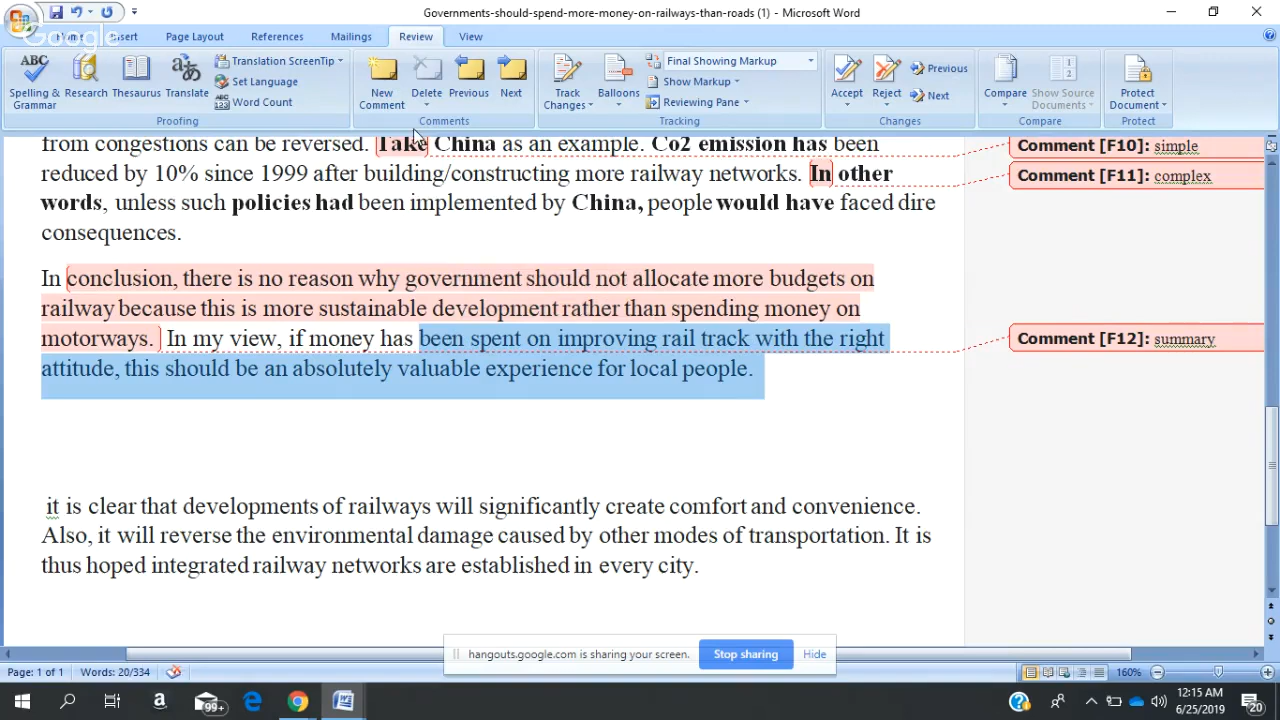 Governments-should-spend-more-money-on-railways-than-roads (1) - Microsoft Word
Google
Home Insert Page Layout References Mailings Review View
Spelling & Grammar
Research
Thesaurus
Translate
Translation ScreenTip
Set Language
Word Count
Proofing
New Comment
Delete
Previous
Next
Comments
Track Changes
Balloons
Final Showing Markup
Show Markup
Reviewing Pane
Tracking
Accept
Reject
Previous
Next
Changes
Compare
Show Source Documents
Compare
Protect Document
Protect
from congestions can be reversed. Take China as an example. Co2 emission has been
reduced by 10% since 1999 after building/constructing more railway networks. In other
words, unless such policies had been implemented by China, people would have faced dire
consequences.
Comment [F10]: simple
Comment [F11]: complex
In conclusion, there is no reason why government should not allocate more budgets on
railway because this is more sustainable development rather than spending money on
motorways. In my view, if money has been spent on improving rail track with the right
attitude, this should be an absolutely valuable experience for local people.
Comment [F12]: summary
it is clear that developments of railways will significantly create comfort and convenience.
Also, it will reverse the environmental damage caused by other modes of transportation. It is
thus hoped integrated railway networks are established in every city.
hangouts.google.com is sharing your screen. Stop sharing Hide
Page: 1 of 1 Words: 20/334 160%
99+
12:15 AM
6/25/2019
20